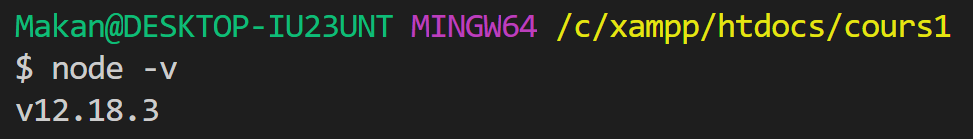 Makan@DESKTOP-IU23UNT MINGW64 /c/xampp/htdocs/cours1
$ node -v
v12.18.3